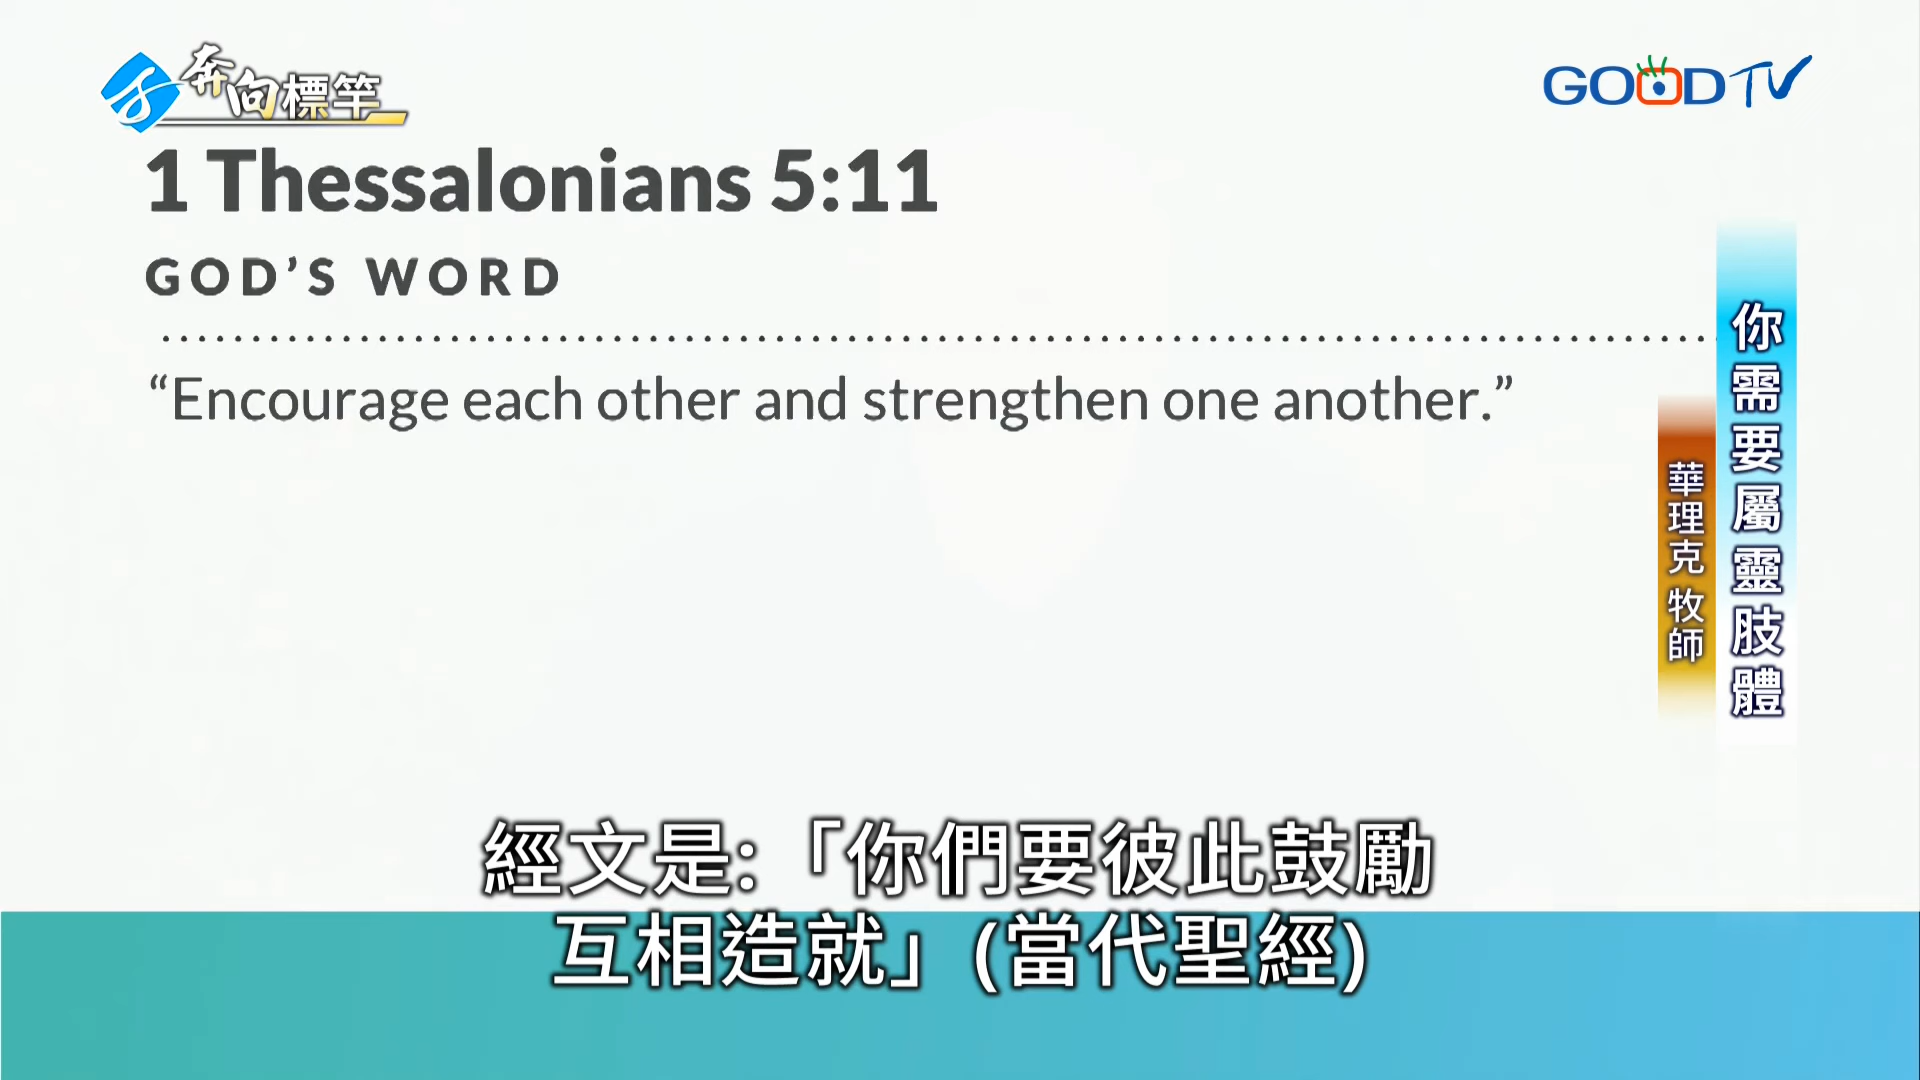 奔向標竿
GOOD TV
1 Thessalonians 5:11
GOD’S WORD
“Encourage each other and strengthen one another.”
你需要屬靈肢體
華理克 牧師
經文是:「你們要彼此鼓勵
互相造就」(當代聖經)